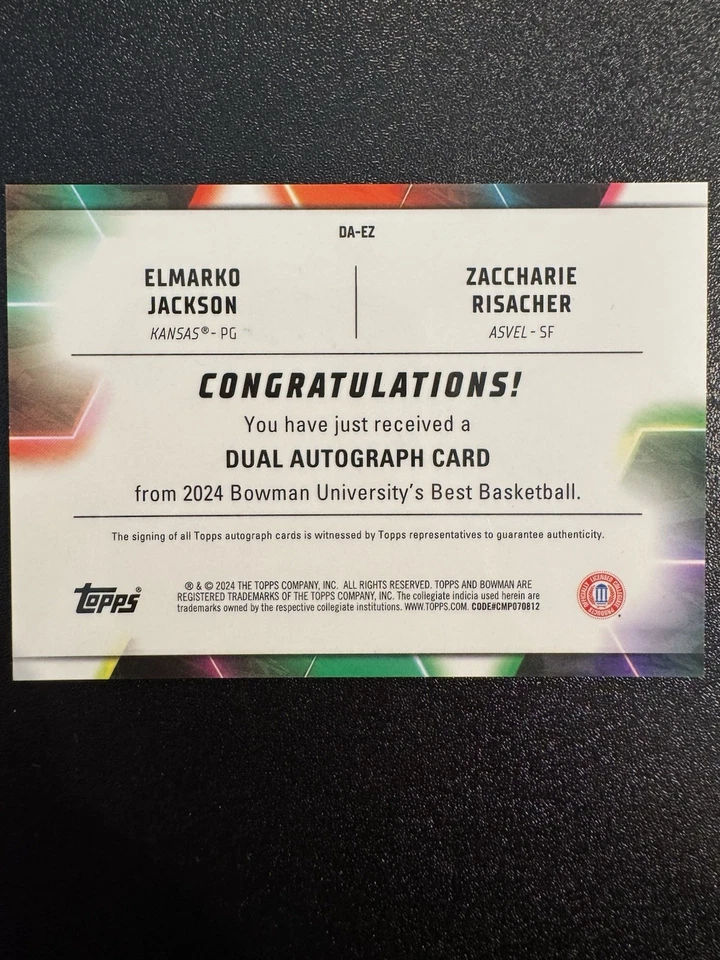 DA-EZ
ELMARKO
JACKSON
KANSAS® - PG
ZACCHARIE
RISACHER
ASVEL - SF
CONGRATULATIONS!
You have just received a
DUAL AUTOGRAPH CARD
from 2024 Bowman University's Best Basketball.
The signing of all Topps autograph cards is witnessed by Topps representatives to guarantee authenticity.
Topps®
® & © 2024 THE TOPPS COMPANY, INC. ALL RIGHTS RESERVED. TOPPS AND BOWMAN ARE
REGISTERED TRADEMARKS OF THE TOPPS COMPANY, INC. The collegiate indicia used herein are
trademarks owned by the respective collegiate institutions. WWW.TOPPS.COM. CODE#CMP070812
OFFICIALLY LICENSED COLLEGIATE PRODUCTS